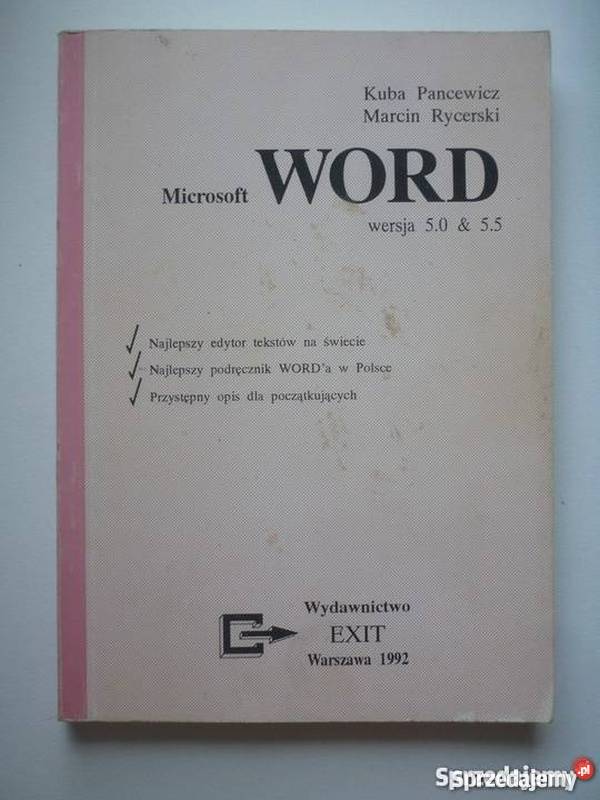 Kuba Pancewicz
Marcin Rycerski
Microsoft WORD
wersja 5.0 & 5.5
Najlepszy edytor tekstów na świecie
Najlepszy podręcznik WORD'a w Polsce
Przystępny opis dla początkujących
Wydawnictwo
EXIT
Warszawa 1992
Sprzedajemy.pl
Sprzedajemy